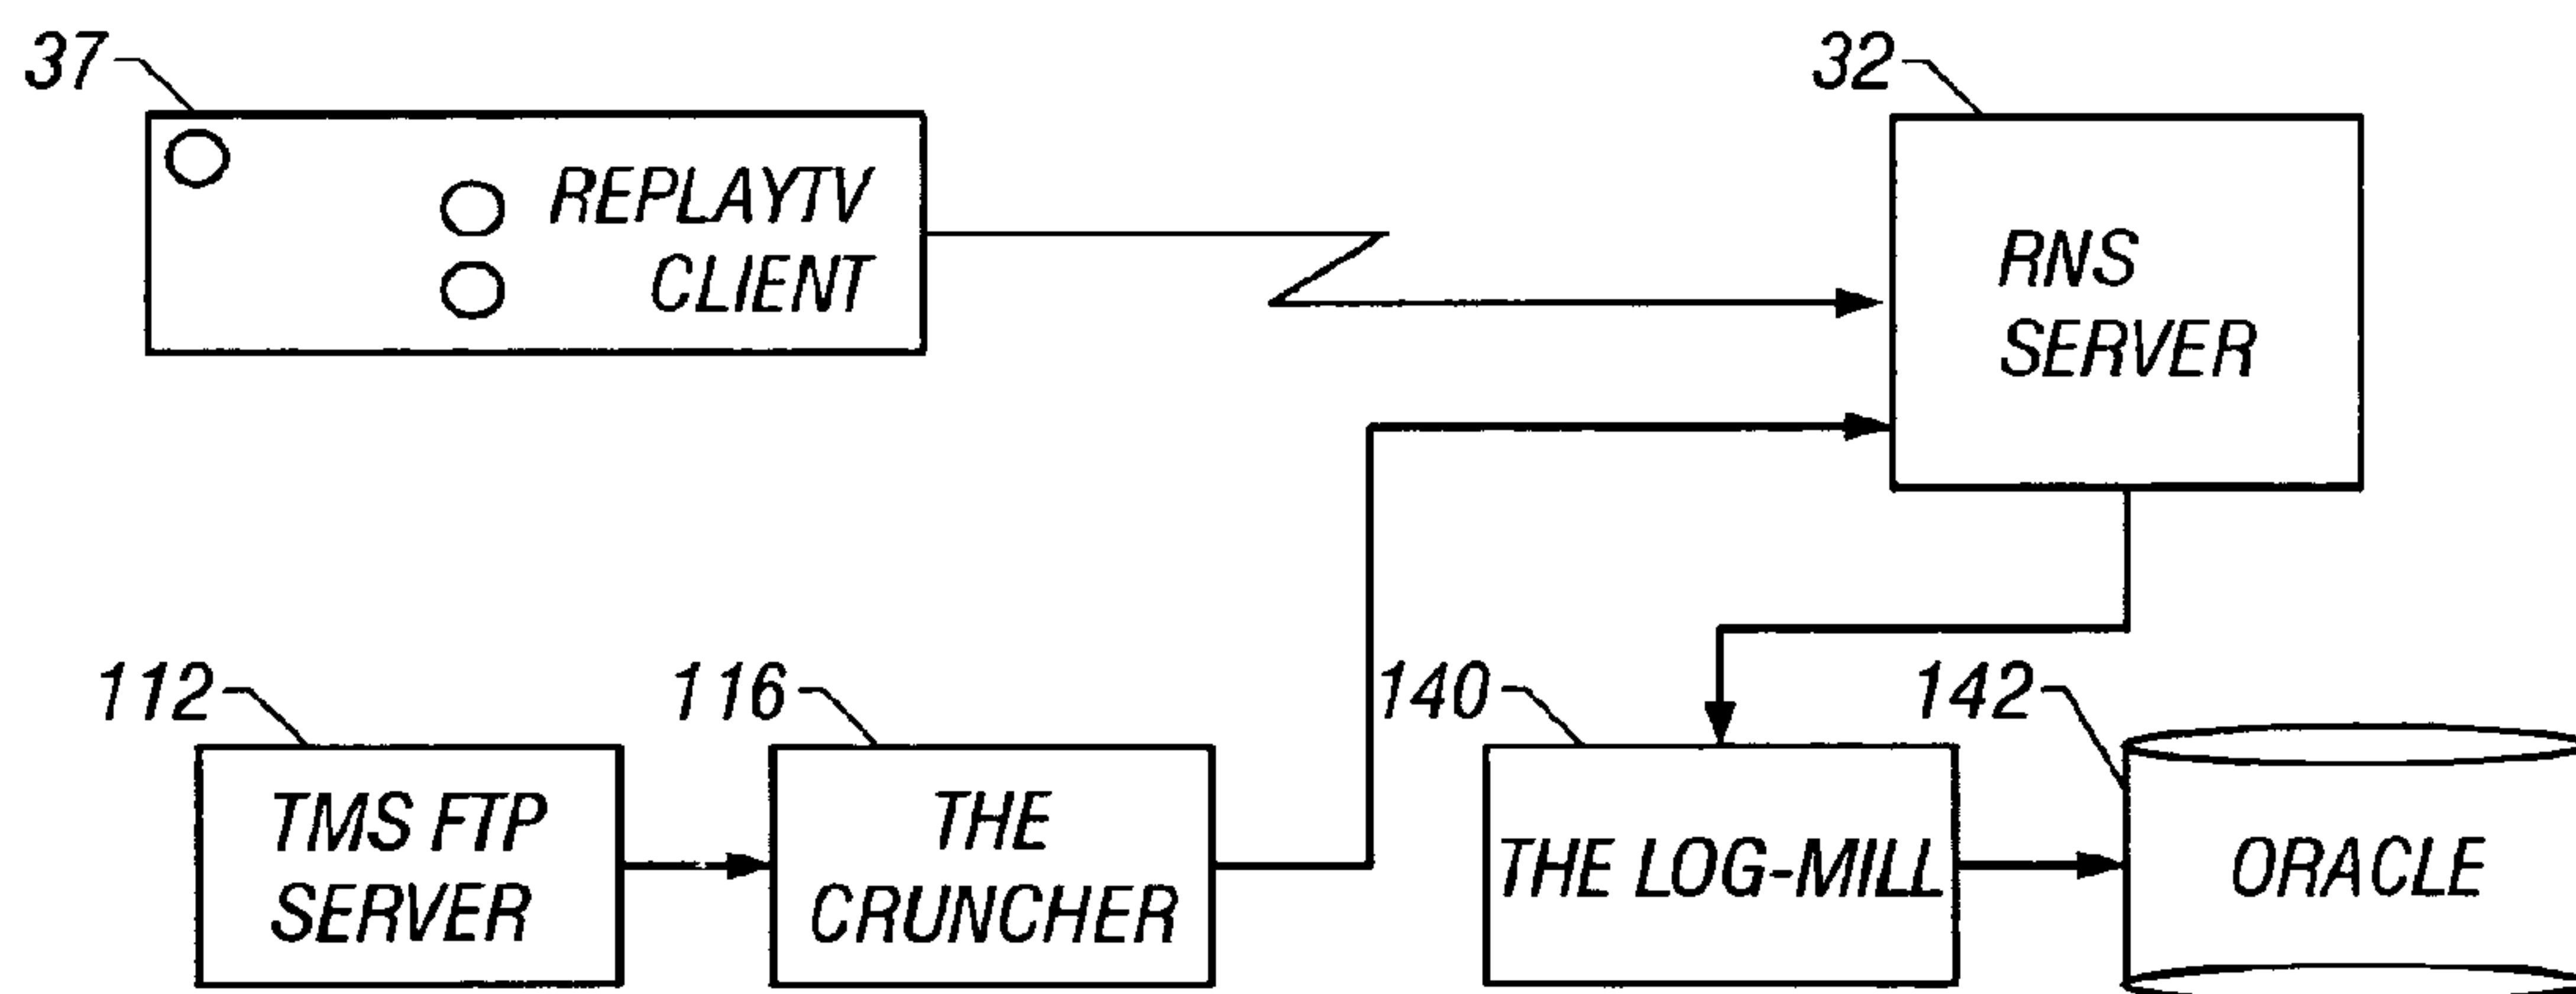 37
32
REPLAYTV
CLIENT
RNS
SERVER
112
116
140
142
TMS FTP
SERVER
THE
CRUNCHER
THE LOG-MILL
ORACLE